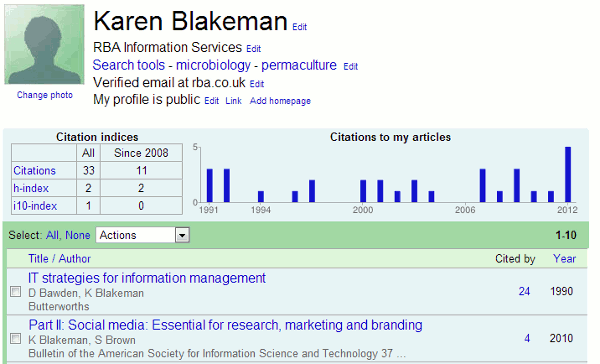 Karen Blakeman Edit
RBA Information Services Edit
Search tools - microbiology - permaculture Edit
Verified email at rba.co.uk Edit
Change photo
My profile is public Edit Link Add homepage
Citation indices
All Since 2008
Citations 33 11
h-index 2 2
i10-index 1 0
Citations to my articles
5
0
1991 1994 2000 2006 2012
Select: All, None Actions 1-10
Title / Author Cited by Year
IT strategies for information management 24 1990
D Bawden, K Blakeman
Butterworths
Part II: Social media: Essential for research, marketing and branding 4 2010
K Blakeman, S Brown
Bulletin of the American Society for Information Science and Technology 37 ...